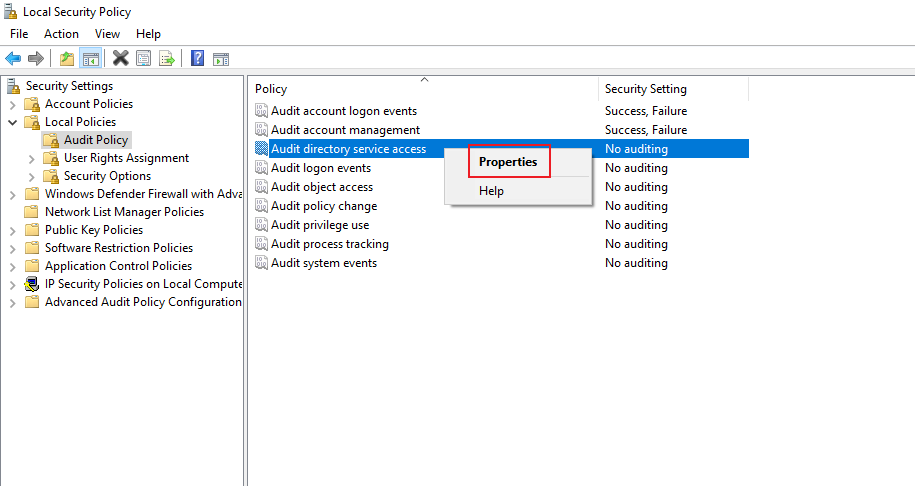 Local Security Policy
File Action View Help
Security Settings
Account Policies
Local Policies
Audit Policy
User Rights Assignment
Security Options
Windows Defender Firewall with Adva
Network List Manager Policies
Public Key Policies
Software Restriction Policies
Application Control Policies
IP Security Policies on Local Compute
Advanced Audit Policy Configuration
Policy Security Setting
Audit account logon events Success, Failure
Audit account management Success, Failure
Audit directory service access No auditing
Audit logon events No auditing
Audit object access No auditing
Audit policy change No auditing
Audit privilege use No auditing
Audit process tracking No auditing
Audit system events No auditing
Properties
Help